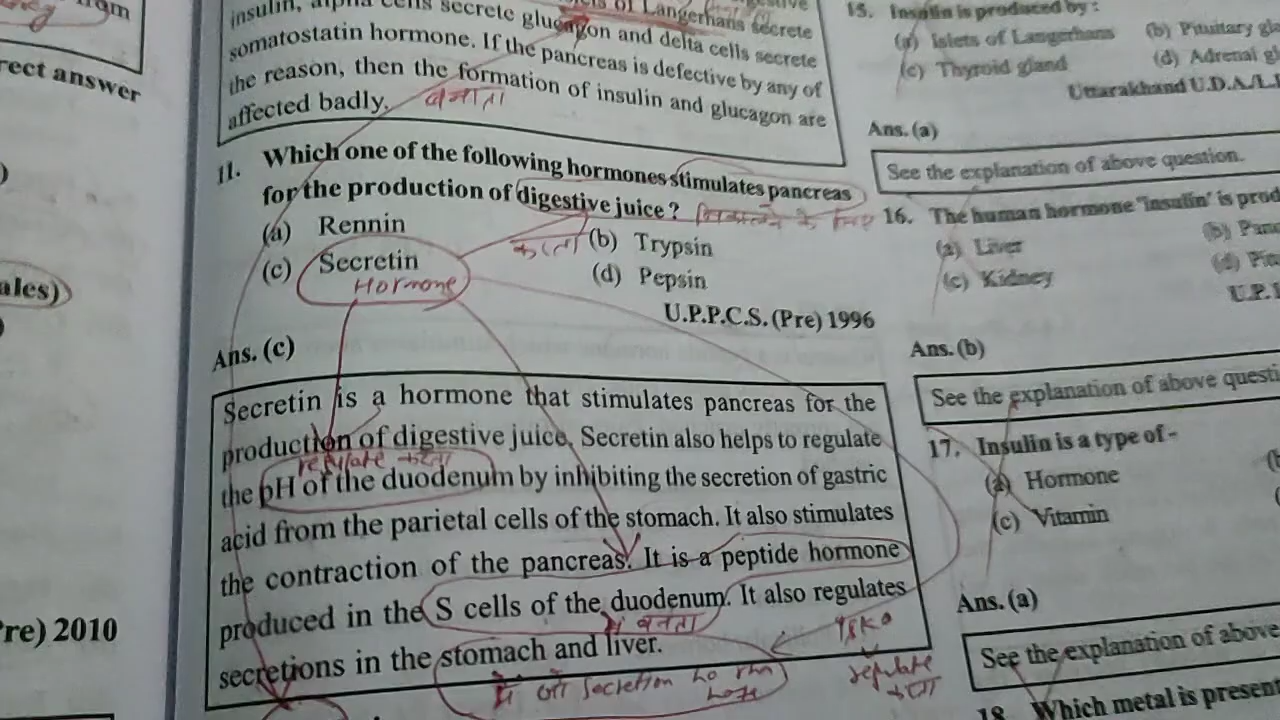 rect answer
ales)
re) 2010
insulin, alpha cells secrete glucagon and delta cells secrete
somatostatin hormone. If the pancreas is defective by any of
the reason, then the formation of insulin and glucagon are
affected badly. बनाता
11. Which one of the following hormones stimulates pancreas
for the production of digestive juice ?
(a) Rennin
करता (b) Trypsin
(c) Secretin
Hormone
(d) Pepsin
U.P.P.C.S. (Pre) 1996
Ans. (c)
Secretin is a hormone that stimulates pancreas for the
production of digestive juice. Secretin also helps to regulate
regulate करता
the pH of the duodenum by inhibiting the secretion of gastric
acid from the parietal cells of the stomach. It also stimulates
the contraction of the pancreas. It is a peptide hormone
produced in the S cells of the duodenum. It also regulates
में बनता
secretions in the stomach and liver.
regulate
secretion
15. Insulin is produced by :
(a) Islets of Langerhans
(b) Pituitary gla
(c) Thyroid gland
(d) Adrenal gl
Uttarakhand U.D.A./L.
Ans. (a)
See the explanation of above question.
16. The human hormone 'insulin' is prod
(a) Liver
(b) Panc
(c) Kidney
(d) Pit
U.P.
Ans. (b)
See the explanation of above questi
17. Insulin is a type of -
(a) Hormone
(c) Vitamin
Ans. (a)
See the explanation of above
18. Which metal is present